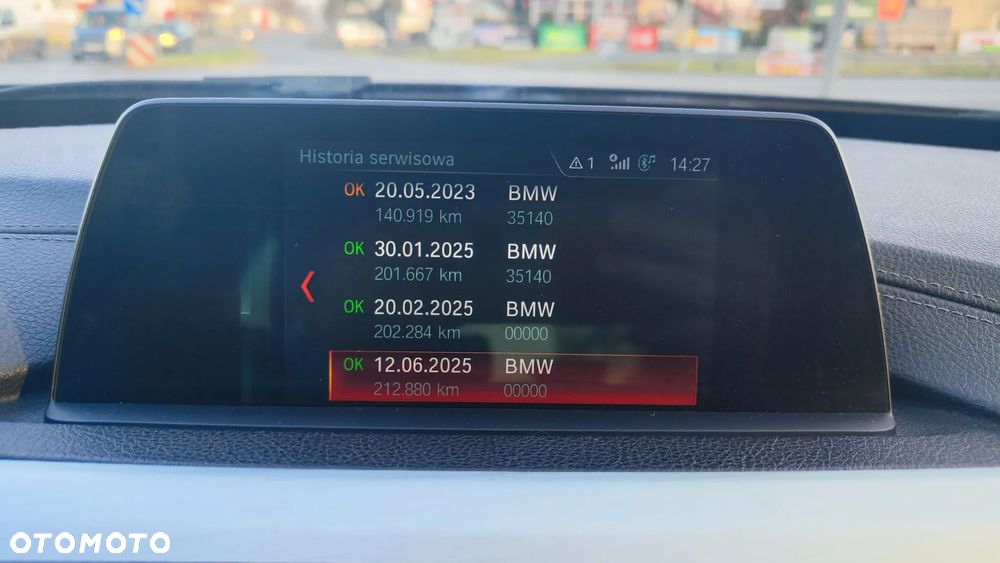 Historia serwisowa 1 14:27
OK 20.05.2023 BMW
140.919 km 35140
OK 30.01.2025 BMW
201.667 km 35140
OK 20.02.2025 BMW
202.284 km 00000
OK 12.06.2025 BMW
212.880 km 00000
OTOMOTO